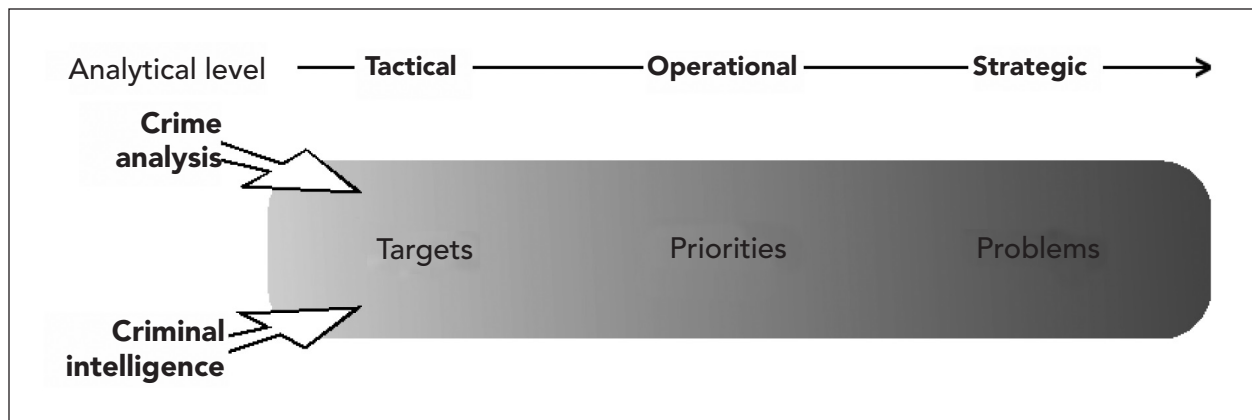 Analytical level Tactical Operational Strategic
Crime
analysis
Targets Priorities Problems
Criminal
intelligence